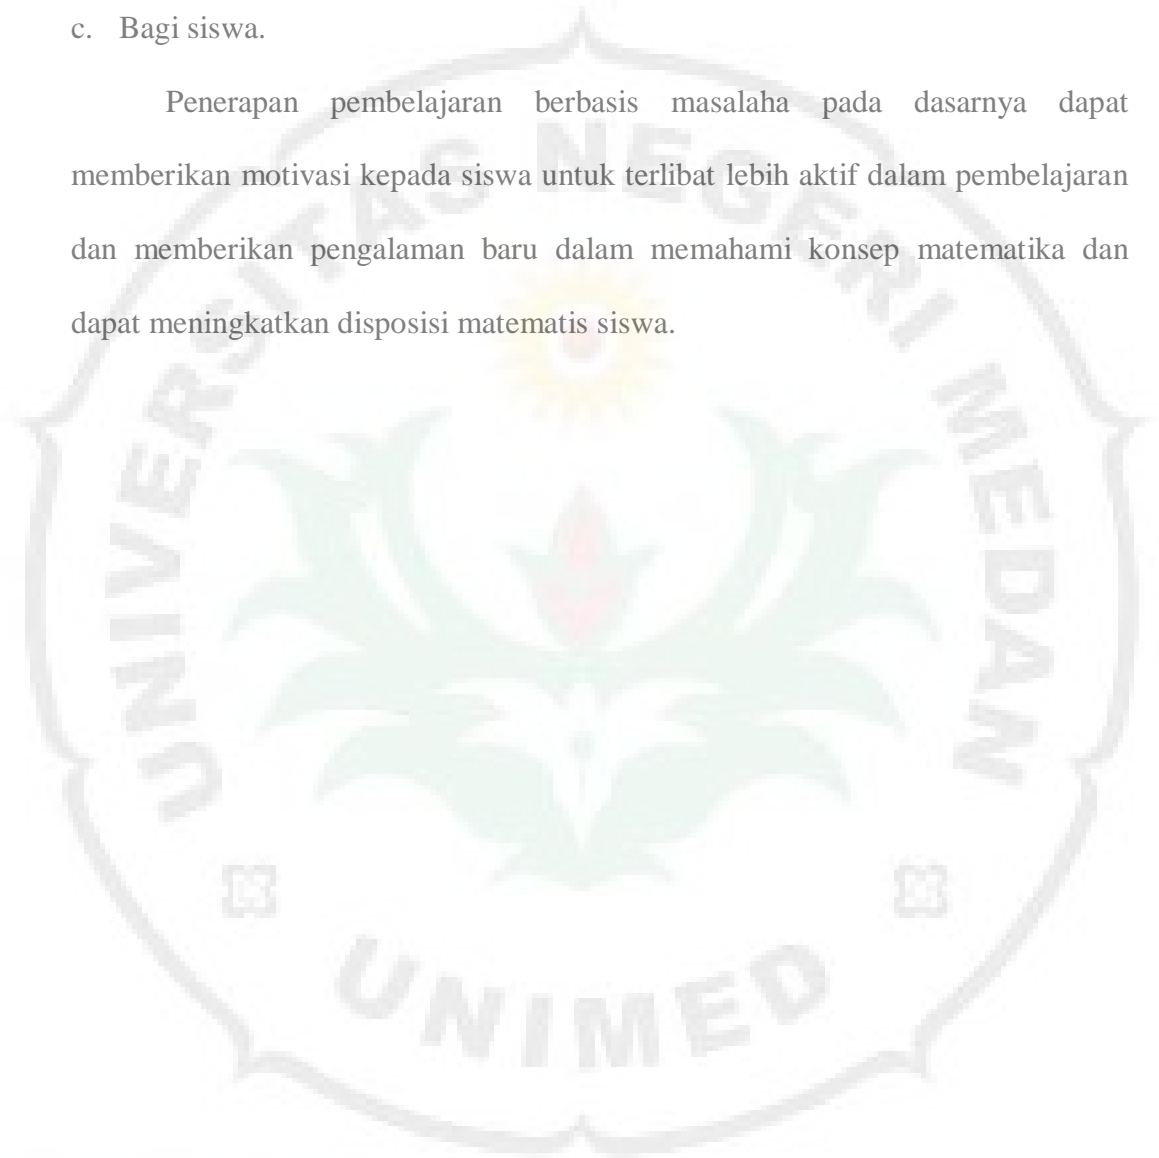 c. Bagi siswa.
Penerapan pembelajaran berbasis masalaha pada dasarnya dapat
memberikan motivasi kepada siswa untuk terlibat lebih aktif dalam pembelajaran
dan memberikan pengalaman baru dalam memahami konsep matematika dan
dapat meningkatkan disposisi matematis siswa.
UNIVERSITAS NEGERI MEDAN
UNIMED